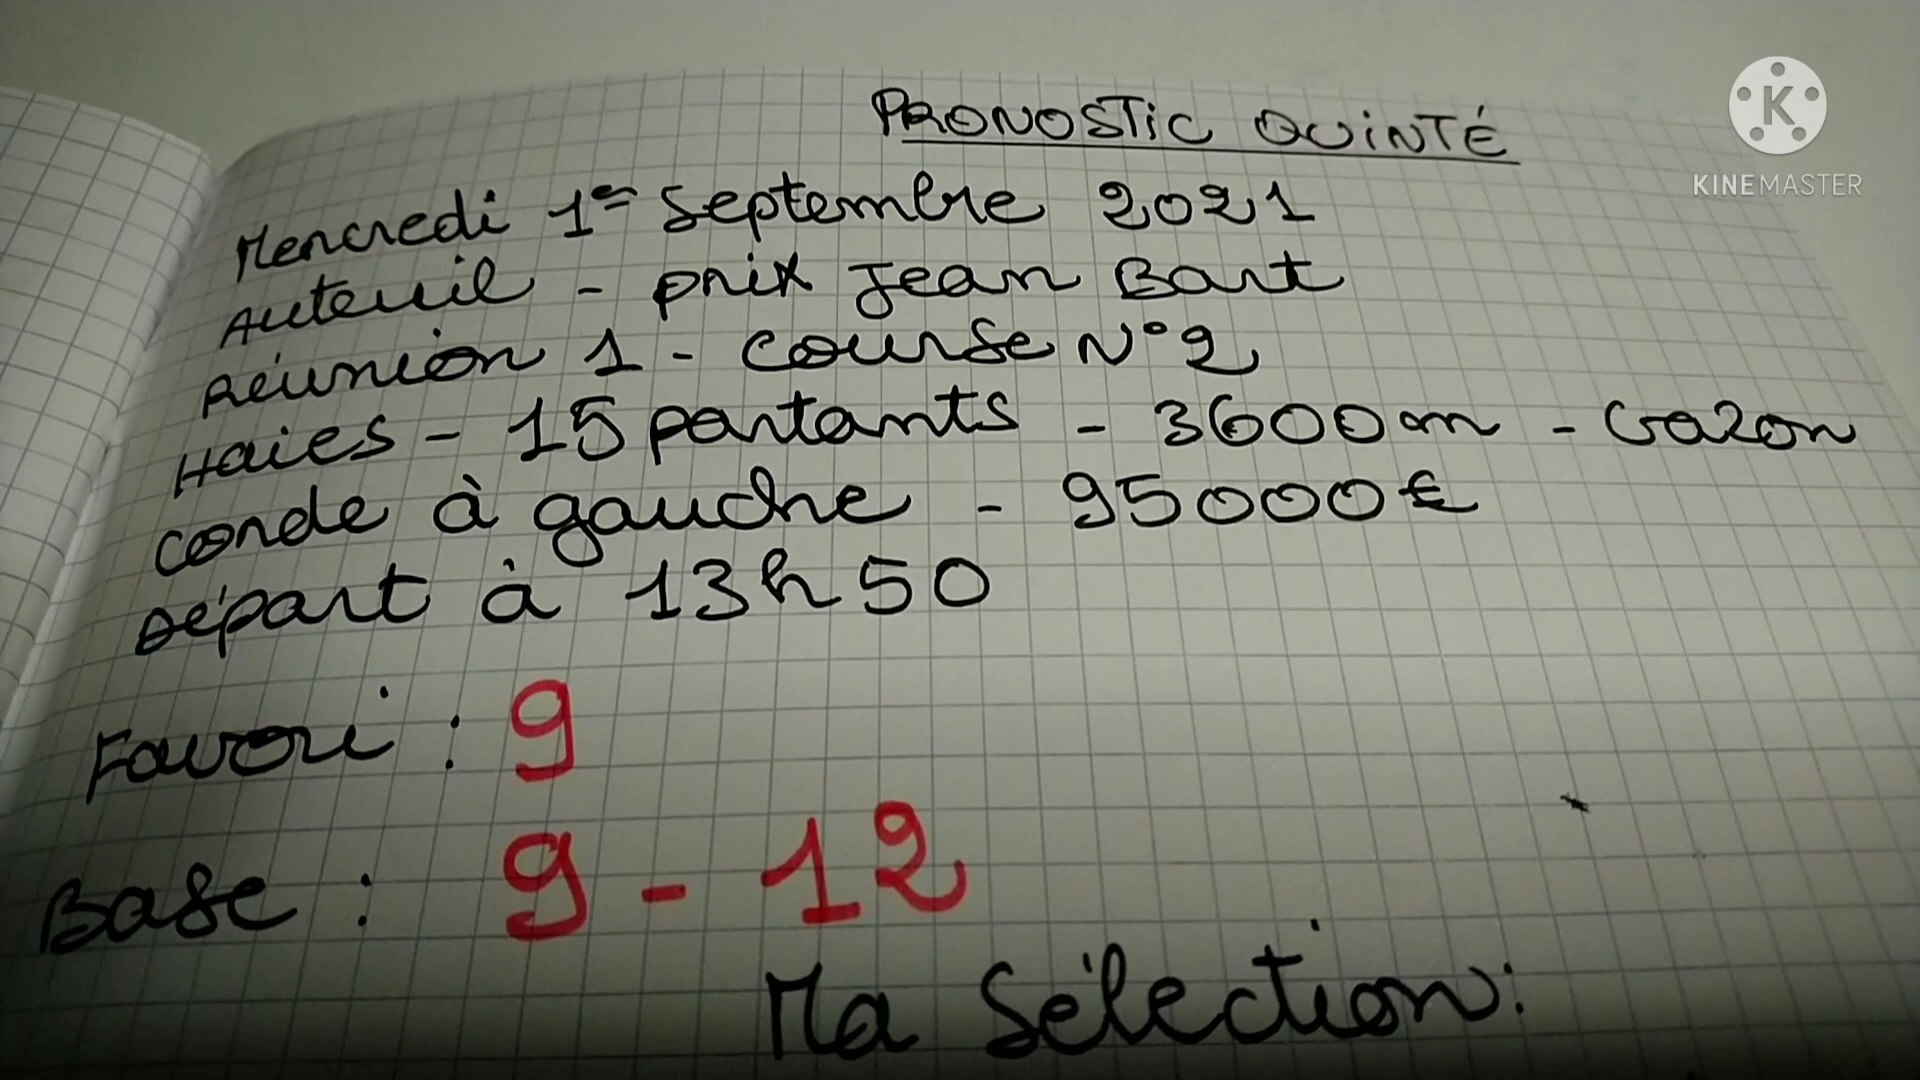 PRONOSTIC QUINTÉ
Mercredi 1er septembre 2021
Auteuil - prix Jean Bart
Réunion 1 - course N°2
Haies - 15 partants - 3600m - Gazon
corde à gauche - 95000€
Départ à 13h50
Favori : 9
Base : 9 - 12
Ma Sélection:
K
KINEMASTER